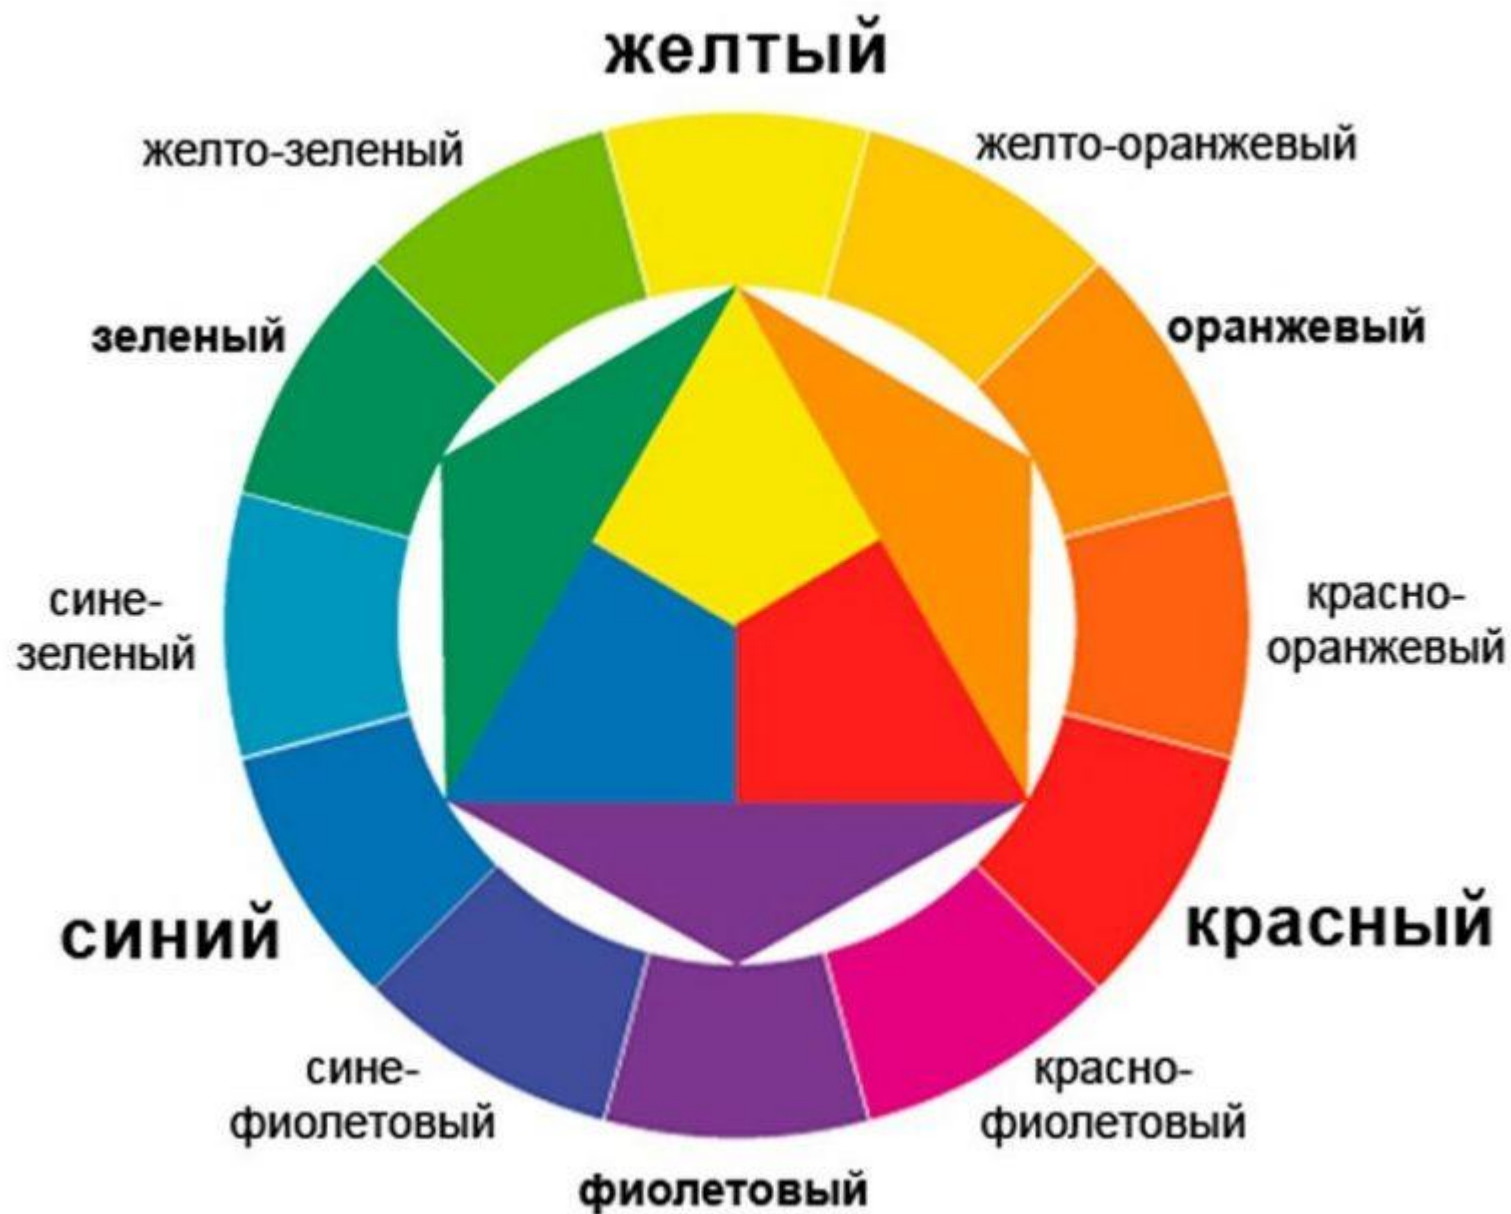 желтый
желто-зеленый
желто-оранжевый
зеленый
оранжевый
сине-
зеленый
красно-
оранжевый
синий
красный
сине-
фиолетовый
красно-
фиолетовый
фиолетовый